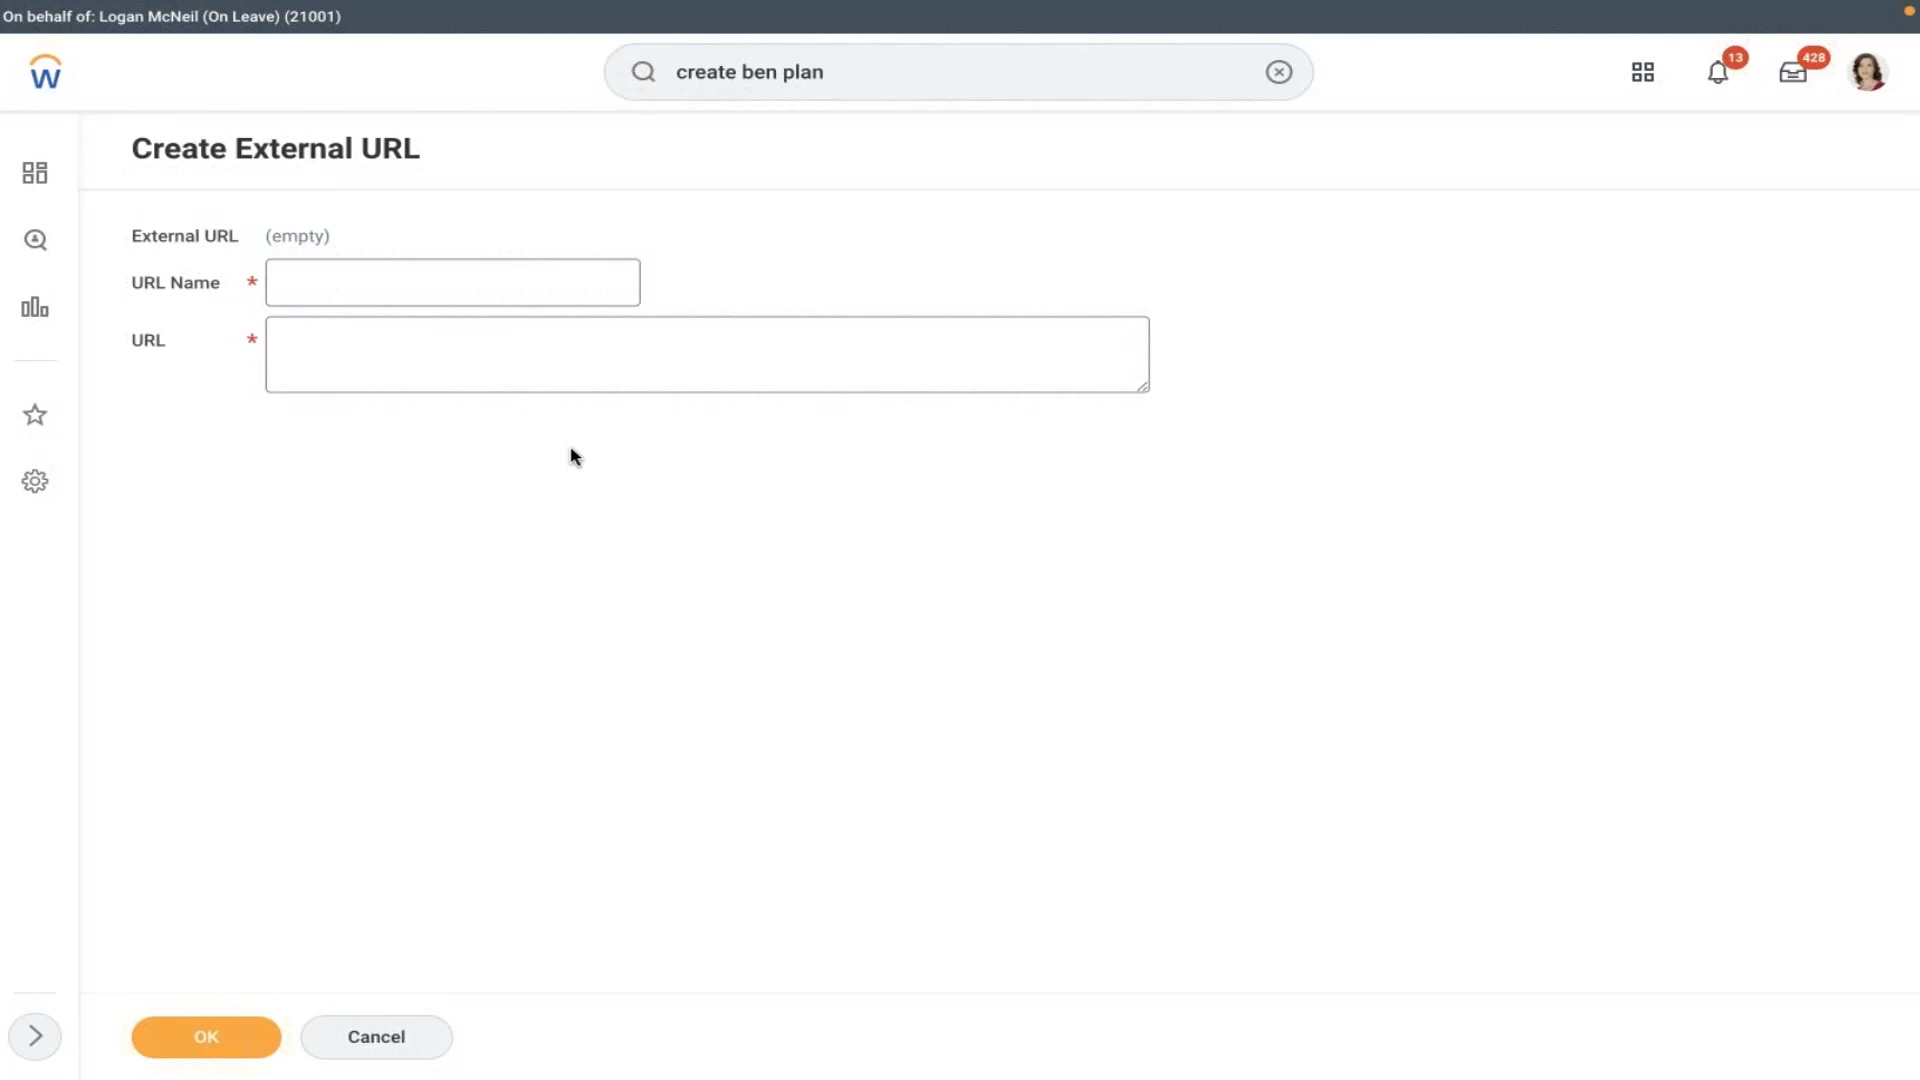 On behalf of: Logan McNeil (On Leave) (21001)
W
create ben plan
13
428
Create External URL
External URL (empty)
URL Name *
URL *
OK
Cancel